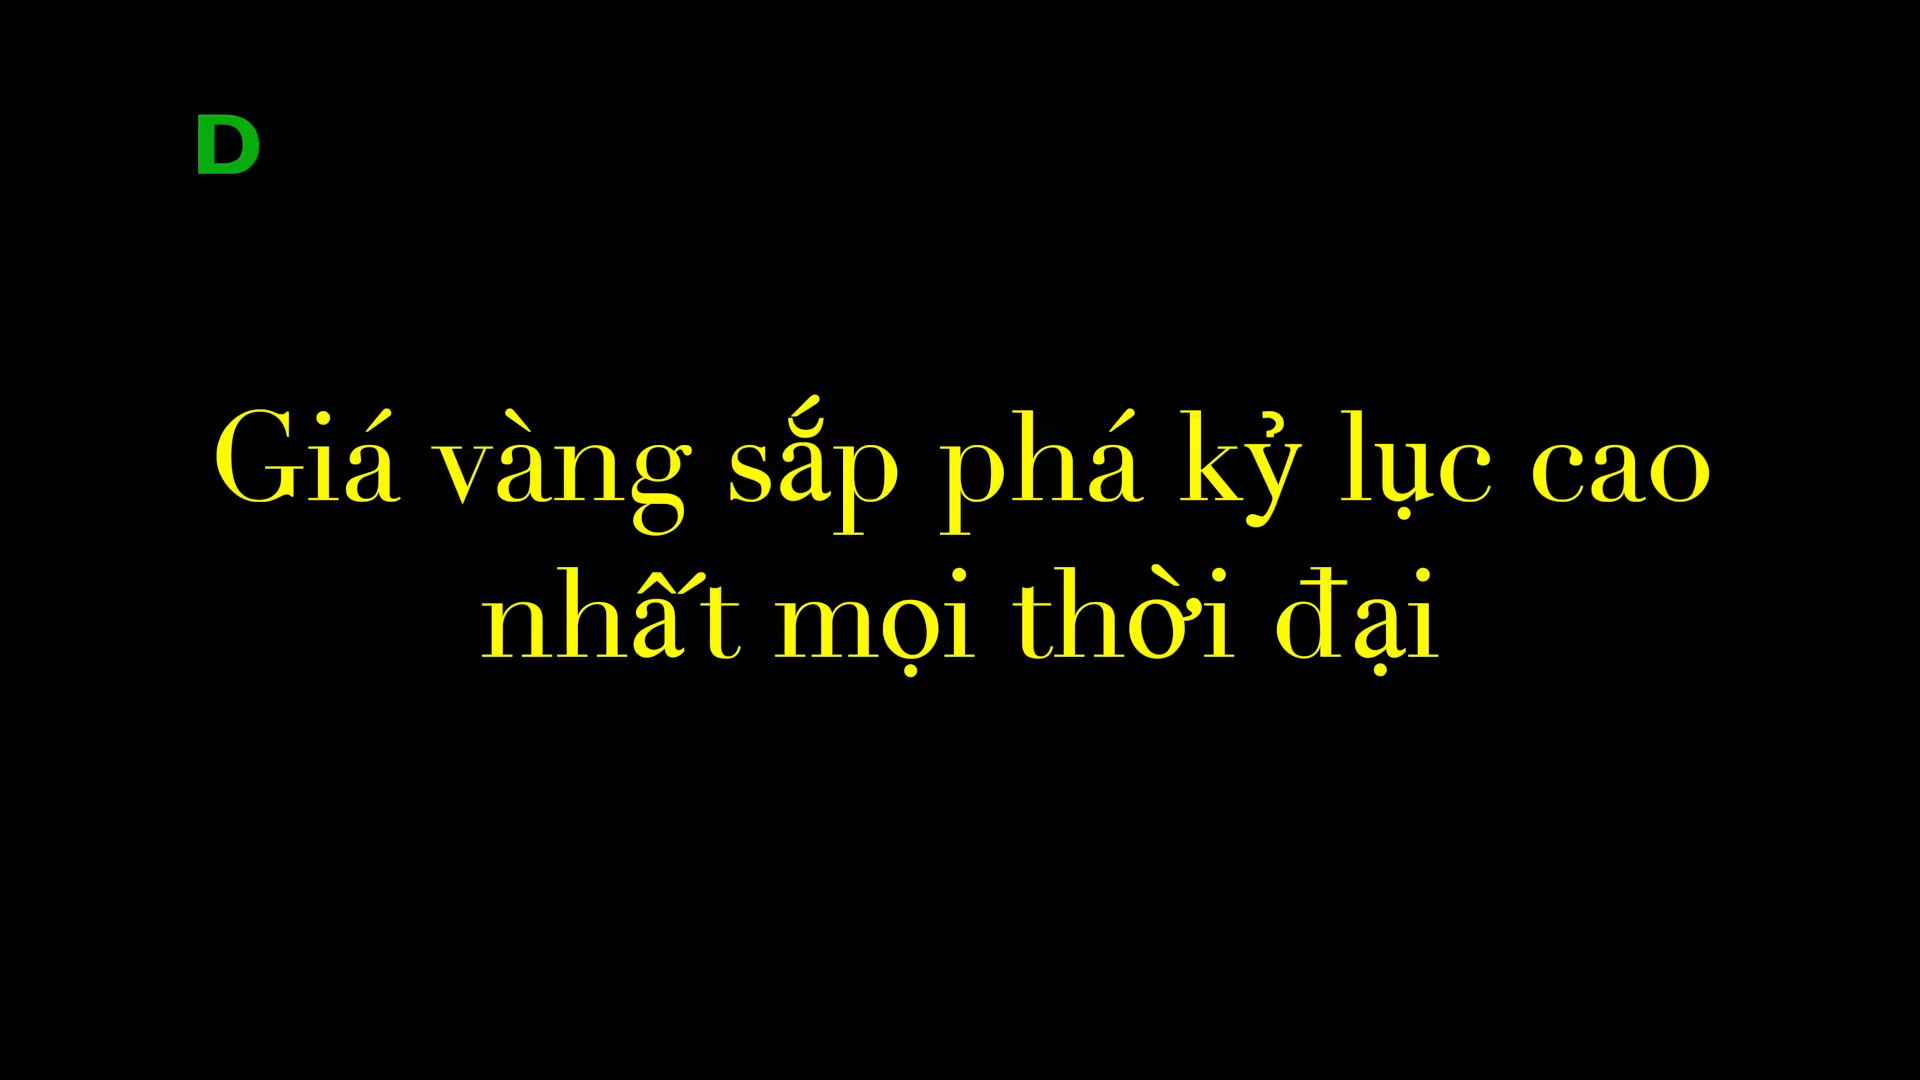 D
Giá vàng sắp phá kỷ lục cao
nhất mọi thời đại